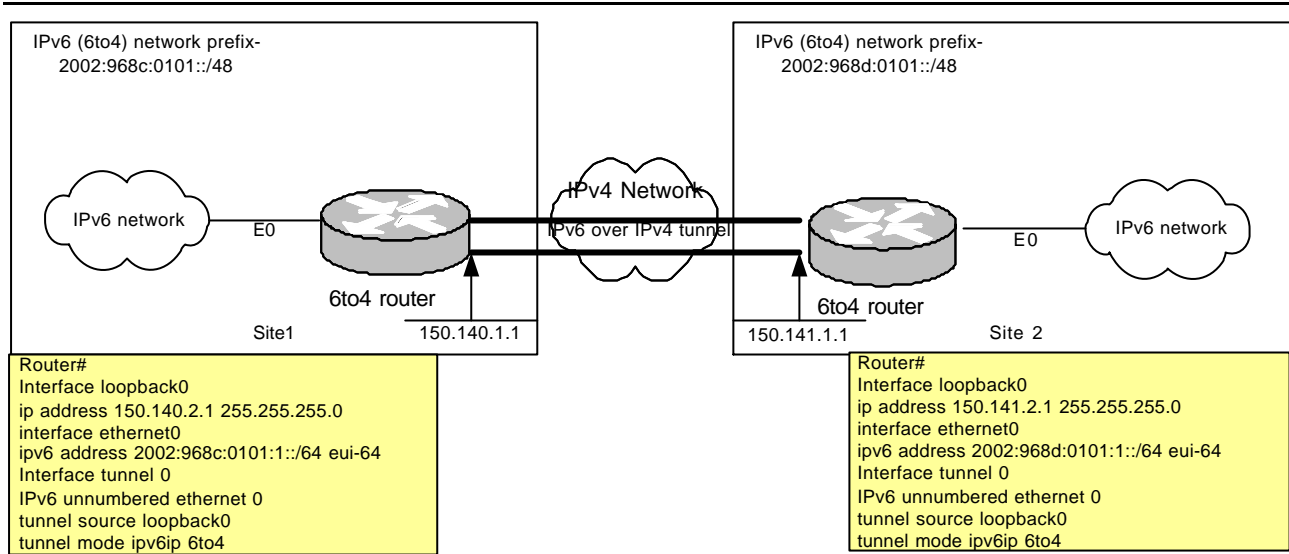 IPv6 (6to4) network prefix-
2002:968c:0101::/48
IPv6 (6to4) network prefix-
2002:968d:0101::/48
IPv6 network
E0
IPv4 Network
IPv6 over IPv4 tunnel
E0
IPv6 network
6to4 router
6to4 router
Site1
150.140.1.1
150.141.1.1
Site 2
Router#
Interface loopback0
ip address 150.140.2.1 255.255.255.0
interface ethernet0
ipv6 address 2002:968c:0101:1::/64 eui-64
Interface tunnel 0
IPv6 unnumbered ethernet 0
tunnel source loopback0
tunnel mode ipv6ip 6to4
Router#
Interface loopback0
ip address 150.141.2.1 255.255.255.0
interface ethernet0
ipv6 address 2002:968d:0101:1::/64 eui-64
Interface tunnel 0
IPv6 unnumbered ethernet 0
tunnel source loopback0
tunnel mode ipv6ip 6to4